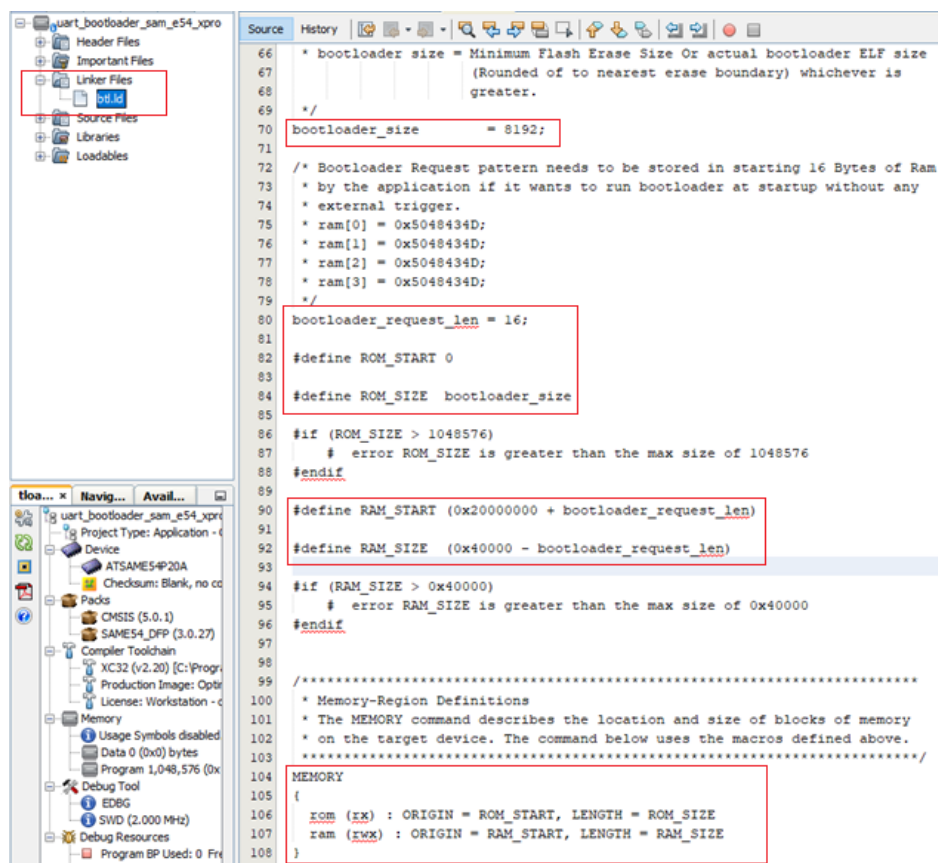 uart_bootloader_sam_e54_xpro
Header Files
Important Files
Linker Files
btl.ld
Source Files
Libraries
Loadables
Source History
66 * bootloader size = Minimum Flash Erase Size Or actual bootloader ELF size
67 (Rounded of to nearest erase boundary) whichever is
68 greater.
69 */
70 bootloader_size = 8192;
71
72 /* Bootloader Request pattern needs to be stored in starting 16 Bytes of Ram
73 * by the application if it wants to run bootloader at startup without any
74 * external trigger.
75 * ram[0] = 0x5048434D;
76 * ram[1] = 0x5048434D;
77 * ram[2] = 0x5048434D;
78 * ram[3] = 0x5048434D;
79 */
80 bootloader_request_len = 16;
81
82 #define ROM_START 0
83
84 #define ROM_SIZE bootloader_size
85
86 #if (ROM_SIZE > 1048576)
87 # error ROM_SIZE is greater than the max size of 1048576
88 #endif
89
90 #define RAM_START (0x20000000 + bootloader_request_len)
91
92 #define RAM_SIZE (0x40000 - bootloader_request_len)
93
94 #if (RAM_SIZE > 0x40000)
95 # error RAM_SIZE is greater than the max size of 0x40000
96 #endif
97
98
99 /*************************************************************************
100 * Memory-Region Definitions
101 * The MEMORY command describes the location and size of blocks of memory
102 * on the target device. The command below uses the macros defined above.
103 *************************************************************************/
104 MEMORY
105 {
106 rom (rx) : ORIGIN = ROM_START, LENGTH = ROM_SIZE
107 ram (rwx) : ORIGIN = RAM_START, LENGTH = RAM_SIZE
108 }
tloa... x Navig... Avail...
uart_bootloader_sam_e54_xpro
Project Type: Application -
Device
ATSAME54P20A
Checksum: Blank, no co
Packs
CMSIS (5.0.1)
SAME54_DFP (3.0.27)
Compiler Toolchain
XC32 (v2.20) [C:\Progr
Production Image: Optir
License: Workstation -
Memory
Usage Symbols disabled
Data 0 (0x0) bytes
Program 1,048,576 (0x
Debug Tool
EDBG
SWD (2.000 MHz)
Debug Resources
Program BP Used: 0 Fre